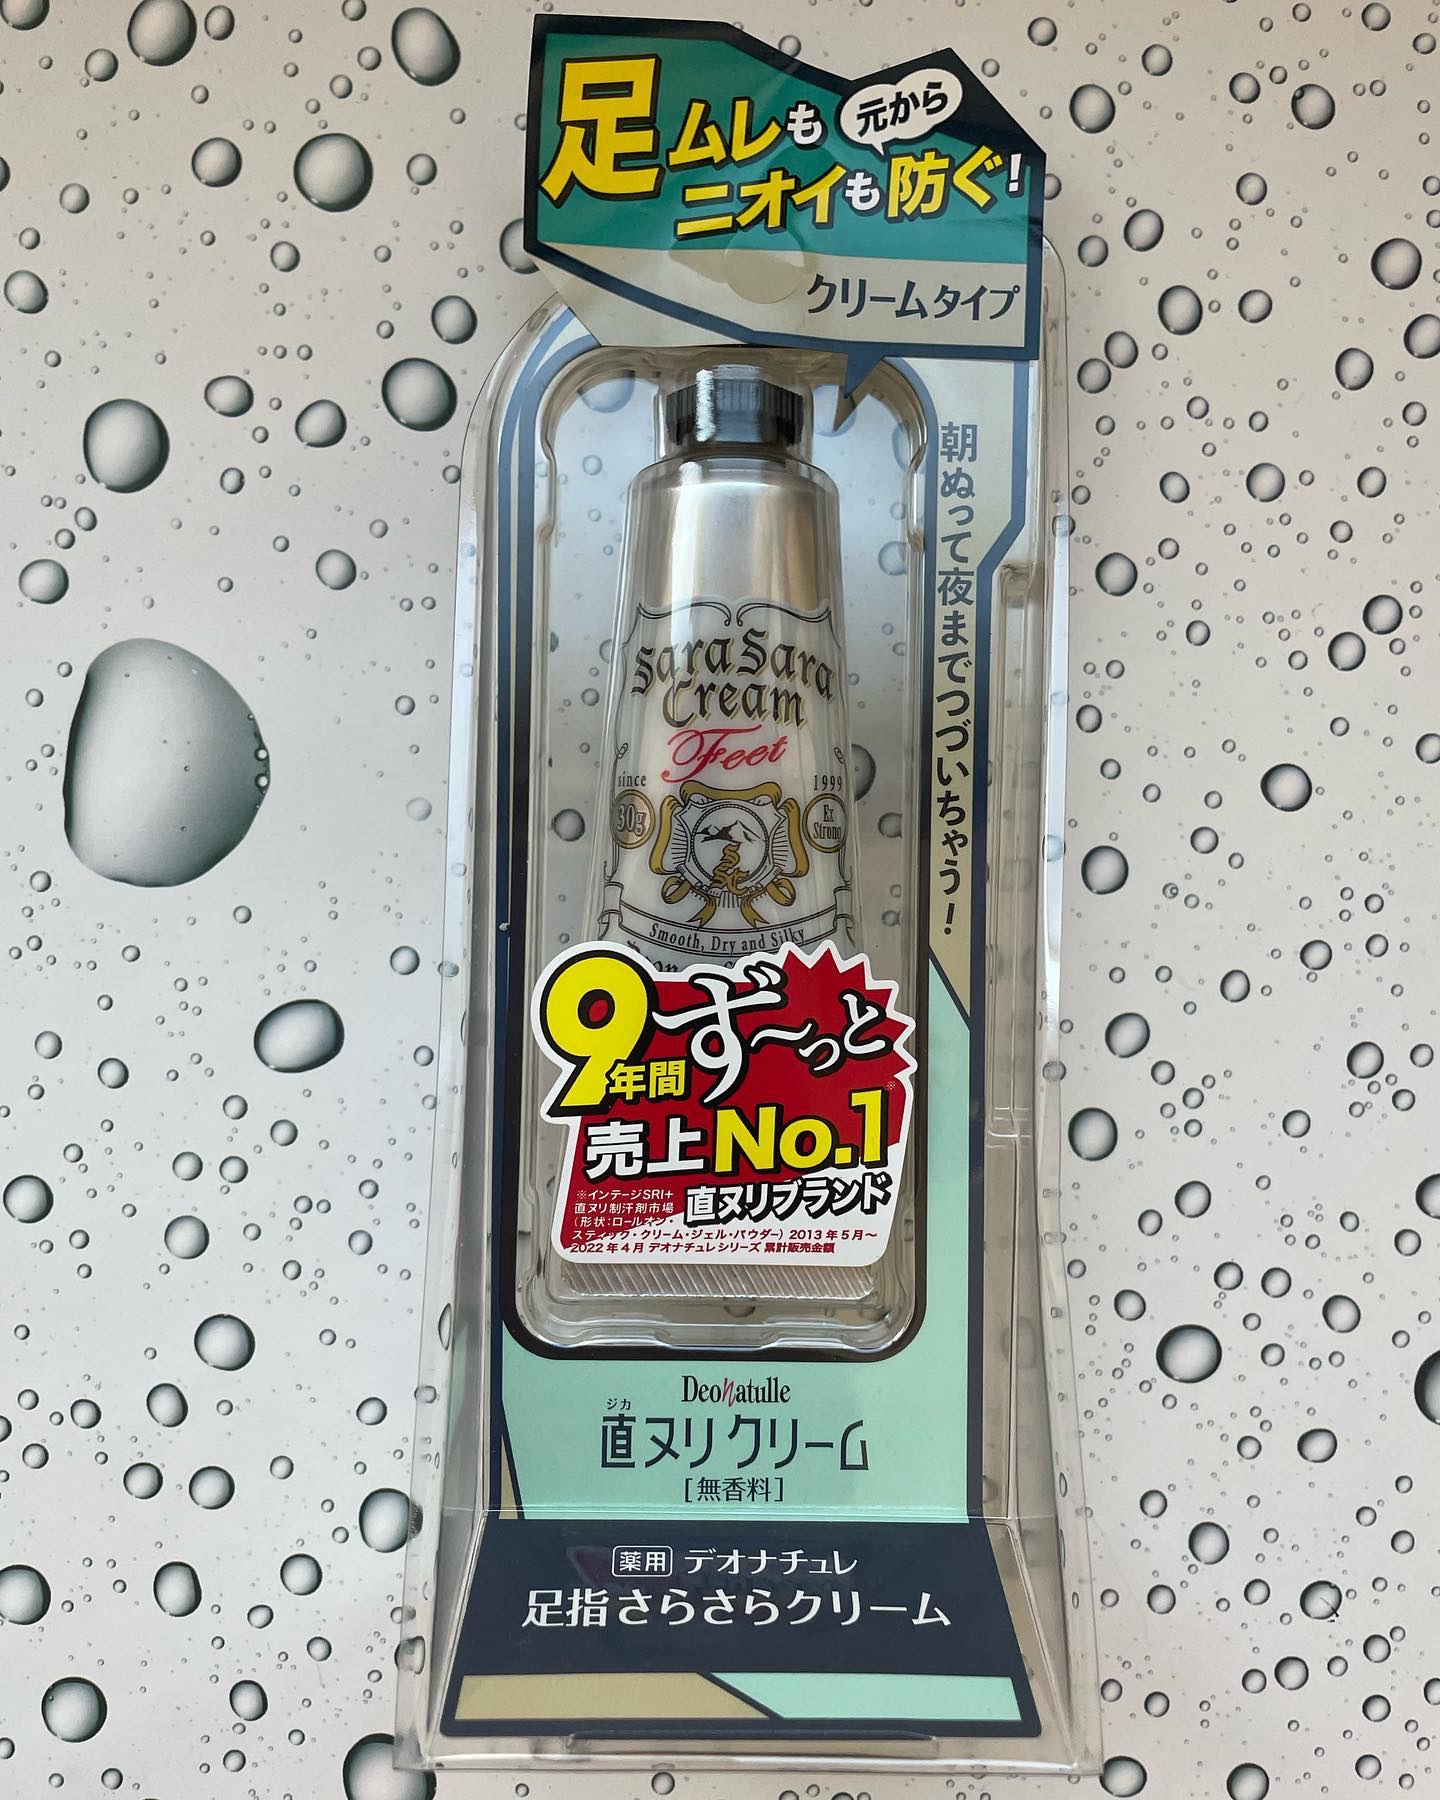 足ムレも元から
ニオイも防ぐ!
クリームタイプ
朝ぬって夜までつづいちゃう!
Sara Sara
Cream
Feet
since 1999
30g
Ex
Strong
SSC
Smooth, Dry and Silky
9年間ず〜っと
売上No.1※
直ヌリブランド
※インテージSRI+
直ヌリ制汗剤市場
(形状:ロールオン・
スティック・クリーム・ジェル・パウダー) 2013年5月〜
2022年4月 デオナチュレシリーズ 累計販売金額
Deonatulle
ジカ
直ヌリクリーム
[無香料]
薬用 デオナチュレ
足指さらさらクリーム